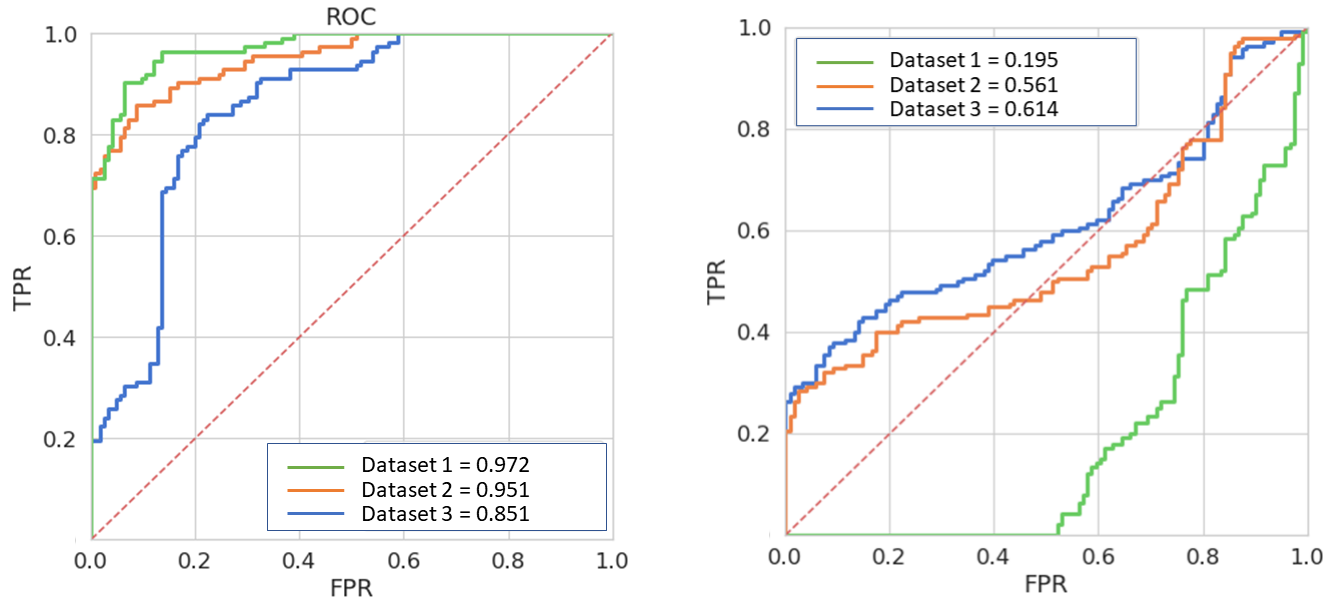 ROC
1.0
0.8
0.6
0.4
0.2
TPR
0.0
0.2
0.4
0.6
0.8
1.0
FPR
Dataset 1 = 0.972
Dataset 2 = 0.951
Dataset 3 = 0.851
1.0
0.8
0.6
0.4
0.2
TPR
0.0
0.2
0.4
0.6
0.8
1.0
FPR
Dataset 1 = 0.195
Dataset 2 = 0.561
Dataset 3 = 0.614